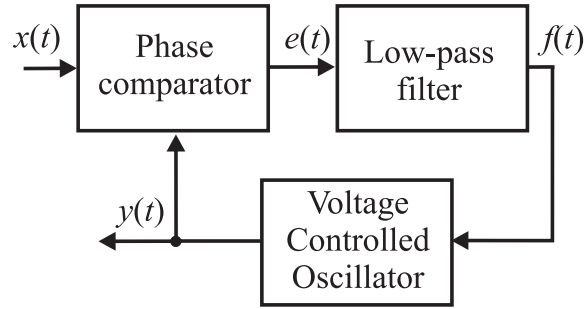 x(t)
Phase
comparator
e(t)
Low-pass
filter
f(t)
y(t)
Voltage
Controlled
Oscillator